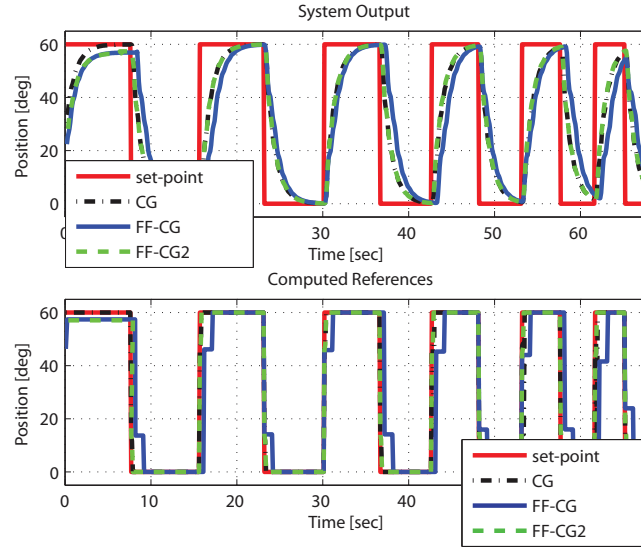 System Output
Position [deg]
60
40
20
0
set-point
CG
FF-CG
FF-CG2
0
30
40
50
60
Time [sec]
Computed References
Position [deg]
60
40
20
0
0
10
20
30
40
Time [sec]
set-point
CG
FF-CG
FF-CG2